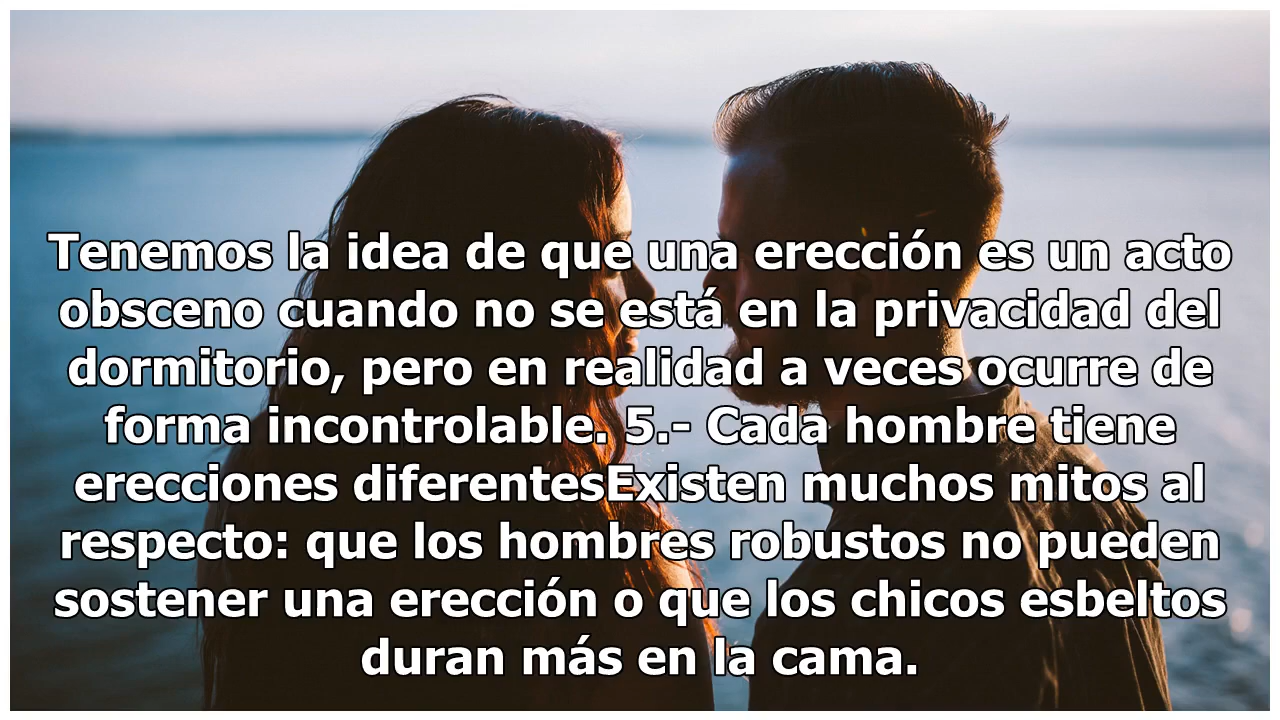 Tenemos la idea de que una erección es un acto
obsceno cuando no se está en la privacidad del
dormitorio, pero en realidad a veces ocurre de
forma incontrolable. 5.- Cada hombre tiene
erecciones diferentesExisten muchos mitos al
respecto: que los hombres robustos no pueden
sostener una erección o que los chicos esbeltos
duran más en la cama.